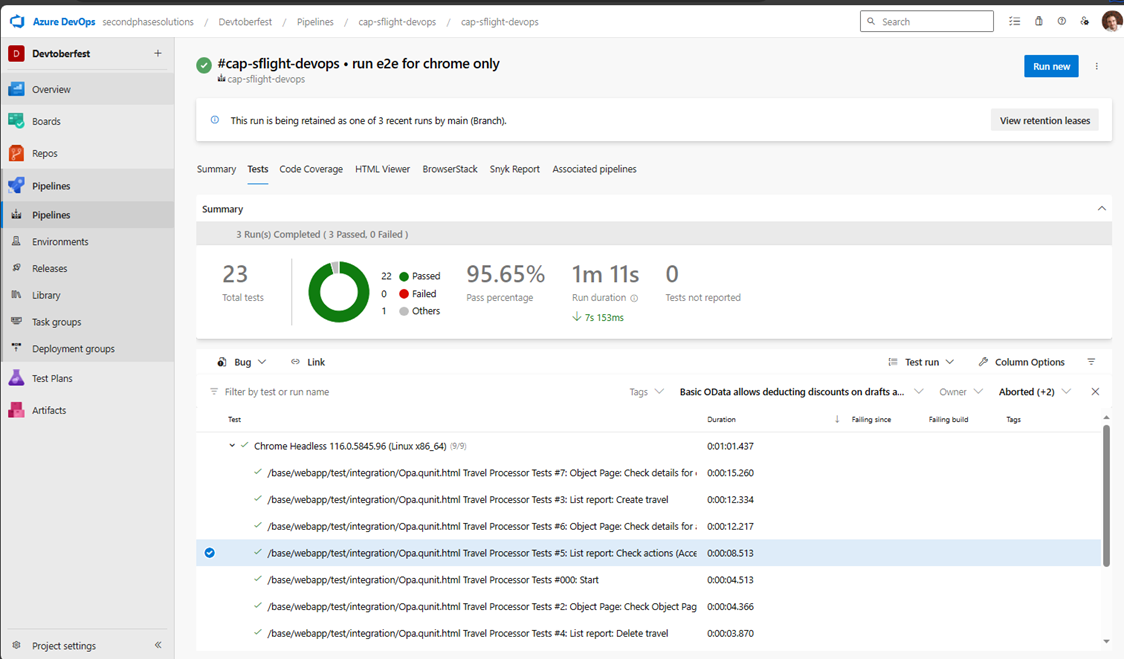 Azure DevOps secondphasesolutions / Devtoberfest / Pipelines / cap-sflight-devops / cap-sflight-devops
Search
D Devtoberfest +
Overview
Boards
Repos
Pipelines
Pipelines
Environments
Releases
Library
Task groups
Deployment groups
Test Plans
Artifacts
Project settings
#cap-sflight-devops • run e2e for chrome only
cap-sflight-devops
Run new
This run is being retained as one of 3 recent runs by main (Branch).
View retention leases
Summary Tests Code Coverage HTML Viewer BrowserStack Snyk Report Associated pipelines
Summary
3 Run(s) Completed ( 3 Passed, 0 Failed )
23
Total tests
22 Passed
0 Failed
1 Others
95.65%
Pass percentage
1m 11s
Run duration
7s 153ms
0
Tests not reported
Bug Link Test run Column Options
Filter by test or run name Tags Basic OData allows deducting discounts on drafts a... Owner Aborted (+2)
Test Duration Failing since Failing build Tags
Chrome Headless 116.0.5845.96 (Linux x86_64) (9/9) 0:01:01.437
/base/webapp/test/integration/Opa.qunit.html Travel Processor Tests #7: Object Page: Check details for 0:00:15.260
/base/webapp/test/integration/Opa.qunit.html Travel Processor Tests #3: List report: Create travel 0:00:12.334
/base/webapp/test/integration/Opa.qunit.html Travel Processor Tests #6: Object Page: Check details for 0:00:12.217
/base/webapp/test/integration/Opa.qunit.html Travel Processor Tests #5: List report: Check actions (Acce 0:00:08.513
/base/webapp/test/integration/Opa.qunit.html Travel Processor Tests #000: Start 0:00:04.513
/base/webapp/test/integration/Opa.qunit.html Travel Processor Tests #2: Object Page: Check Object Pag 0:00:04.366
/base/webapp/test/integration/Opa.qunit.html Travel Processor Tests #4: List report: Delete travel 0:00:03.870